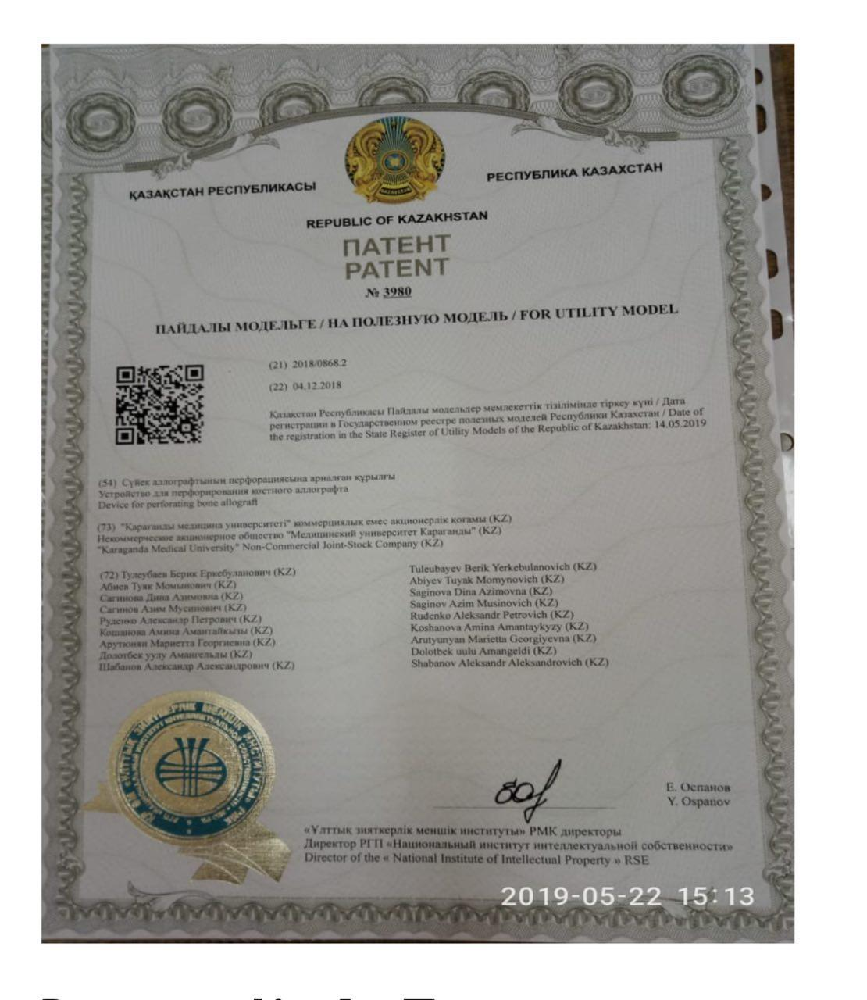 ҚАЗАҚСТАН РЕСПУБЛИКАСЫ
РЕСПУБЛИКА КАЗАХСТАН
REPUBLIC OF KAZAKHSTAN
ПАТЕНТ
PATENT
№ 3980
ПАЙДАЛЫ МОДЕЛЬГЕ / НА ПОЛЕЗНУЮ МОДЕЛЬ / FOR UTILITY MODEL
(21) 2018/0868.2
(22) 04.12.2018
Қазақстан Республикасы Пайдалы модельдер мемлекеттік тізілімінде тіркеу күні / Дата
регистрации в Государственном реестре полезных моделей Республики Казахстан / Date of
the registration in the State Register of Utility Models of the Republic of Kazakhstan: 14.05.2019
(54) Сүйек аллографтының перфорациясына арналған құрылғы
Устройство для перфорирования костного аллографта
Device for perforating bone allograft
(73) "Қарағанды медицина университеті" коммерциялық емес акционерлік қоғамы (KZ)
Некоммерческое акционерное общество "Медицинский университет Караганды" (KZ)
"Karaganda Medical University" Non-Commercial Joint-Stock Company (KZ)
(72) Тулеубаев Берик Еркебуланович (KZ)
Абиев Туяк Момынович (KZ)
Сагинова Дина Азимовна (KZ)
Сагинов Азим Мусинович (KZ)
Руденко Александр Петрович (KZ)
Кошанова Амина Амантайкызы (KZ)
Арутюнян Мариетта Георгиевна (KZ)
Долотбек уулу Амангельды (KZ)
Шабанов Александр Александрович (KZ)
Tuleubayev Berik Yerkebulanovich (KZ)
Abiyev Tuyak Momynovich (KZ)
Saginova Dina Azimovna (KZ)
Saginov Azim Musinovich (KZ)
Rudenko Aleksandr Petrovich (KZ)
Koshanova Amina Amantaykyzy (KZ)
Arutyunyan Marietta Georgiyevna (KZ)
Dolotbek uulu Amangeldi (KZ)
Shabanov Aleksandr Aleksandrovich (KZ)
Е. Оспанов
Y. Ospanov
«Ұлттық зияткерлік меншік институты» РМК директоры
Директор РГП «Национальный институт интеллектуальной собственности»
Director of the « National Institute of Intellectual Property » RSE
2019-05-22 15:13